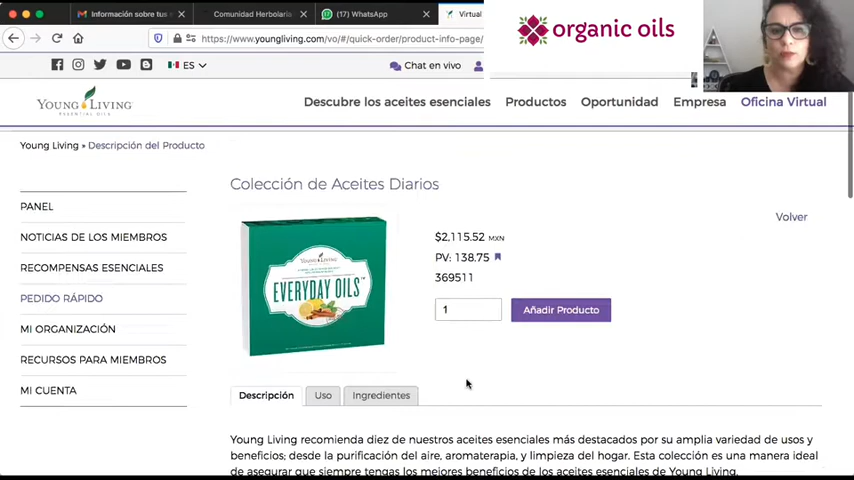 Información sobre tus
Comunidad Herbolario
(17) WhatsApp
Virtual
organic oils
https://www.youngliving.com/vo/#/quick-order/product-info-page/
ES
Chat en vivo
YOUNG LIVING
ESSENTIAL OILS
Descubre los aceites esenciales
Productos
Oportunidad
Empresa
Oficina Virtual
Young Living » Descripción del Producto
PANEL
NOTICIAS DE LOS MIEMBROS
RECOMPENSAS ESENCIALES
PEDIDO RÁPIDO
MI ORGANIZACIÓN
RECURSOS PARA MIEMBROS
MI CUENTA
Colección de Aceites Diarios
Volver
YOUNG LIVING
EVERYDAY OILS™
$2,115.52 MXN
PV: 138.75
369511
1
Añadir Producto
Descripción
Uso
Ingredientes
Young Living recomienda diez de nuestros aceites esenciales más destacados por su amplia variedad de usos y
beneficios; desde la purificación del aire, aromaterapia, y limpieza del hogar. Esta colección es una manera ideal
de asegurar que siempre tengas los mejores beneficios de los aceites esenciales de Young Living.